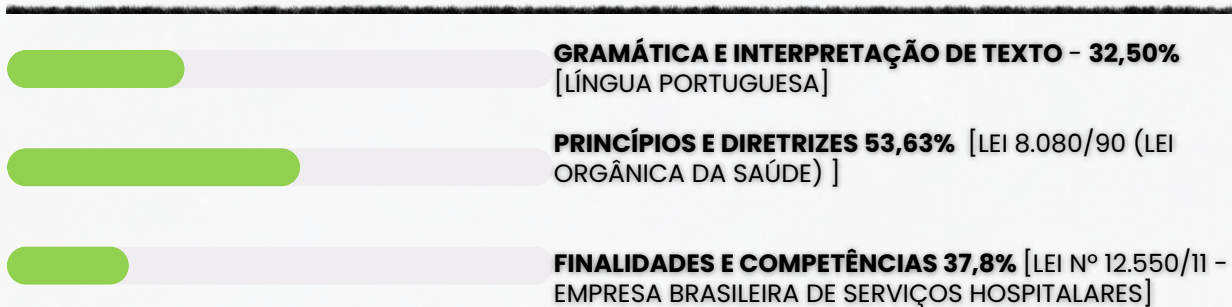 GRAMÁTICA E INTERPRETAÇÃO DE TEXTO - 32,50%
[LÍNGUA PORTUGUESA]
PRINCÍPIOS E DIRETRIZES 53,63% [LEI 8.080/90 (LEI
ORGÂNICA DA SAÚDE) ]
FINALIDADES E COMPETÊNCIAS 37,8% [LEI Nº 12.550/11 -
EMPRESA BRASILEIRA DE SERVIÇOS HOSPITALARES]